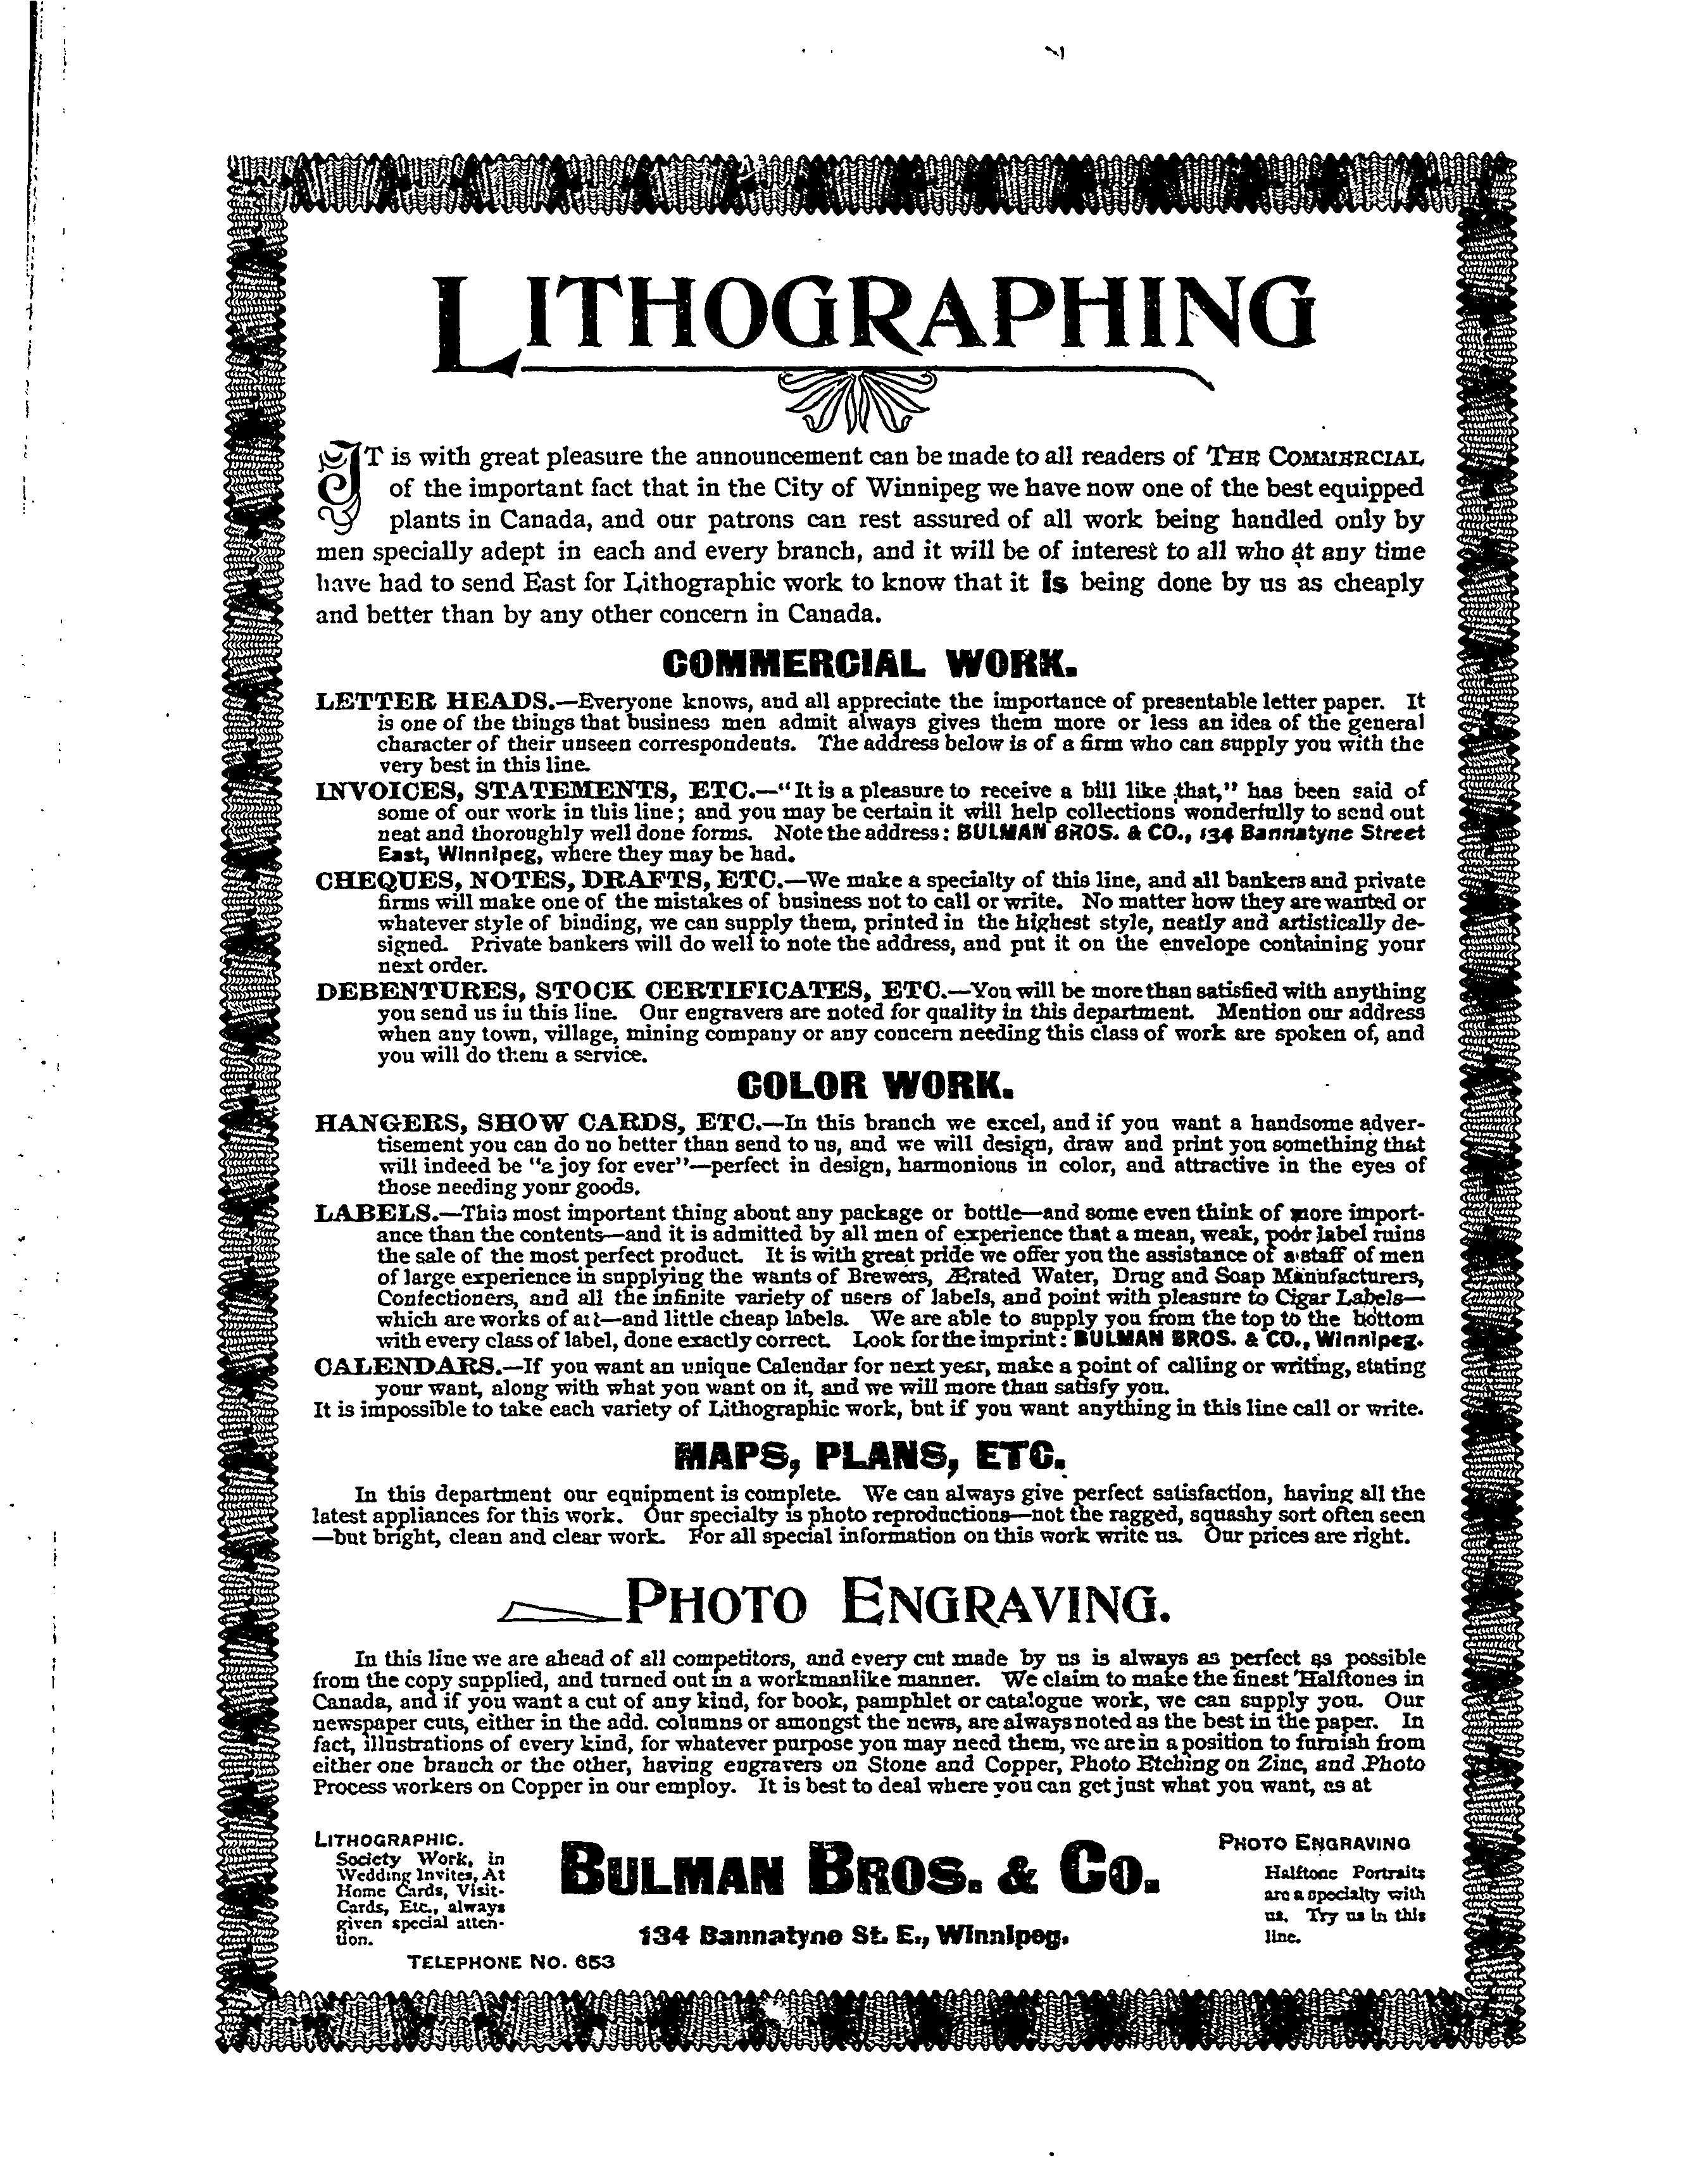 LITHOGRAPHING
IT is with great pleasure the announcement can be made to all readers of THE COMMERCIAL
of the important fact that in the City of Winnipeg we have now one of the best equipped
plants in Canada, and our patrons can rest assured of all work being handled only by
men specially adept in each and every branch, and it will be of interest to all who at any time
have had to send East for Lithographic work to know that it is being done by us as cheaply
and better than by any other concern in Canada.
COMMERCIAL WORK.
LETTER HEADS.—Everyone knows, and all appreciate the importance of presentable letter paper. It
is one of the things that business men admit always gives them more or less an idea of the general
character of their unseen correspondents. The address below is of a firm who can supply you with the
very best in this line.
INVOICES, STATEMENTS, ETC.—"It is a pleasure to receive a bill like that," has been said of
some of our work in this line; and you may be certain it will help collections wonderfully to send out
neat and thoroughly well done forms. Note the address: BULMAN BROS. & CO., 134 Bannatyne Street
East, Winnipeg, where they may be had.
CHEQUES, NOTES, DRAFTS, ETC.—We make a specialty of this line, and all bankers and private
firms will make one of the mistakes of business not to call or write. No matter how they are wanted or
whatever style of binding, we can supply them, printed in the highest style, neatly and artistically de-
signed. Private bankers will do well to note the address, and put it on the envelope containing your
next order.
DEBENTURES, STOCK CERTIFICATES, ETC.—You will be more than satisfied with anything
you send us in this line. Our engravers are noted for quality in this department. Mention our address
when any town, village, mining company or any concern needing this class of work are spoken of, and
you will do them a service.
COLOR WORK.
HANGERS, SHOW CARDS, ETC.—In this branch we excel, and if you want a handsome adver-
tisement you can do no better than send to us, and we will design, draw and print you something that
will indeed be "a joy for ever"—perfect in design, harmonious in color, and attractive in the eyes of
those needing your goods.
LABELS.—This most important thing about any package or bottle—and some even think of more import-
ance than the contents—and it is admitted by all men of experience that a mean, weak, poor label ruins
the sale of the most perfect product. It is with great pride we offer you the assistance of a staff of men
of large experience in supplying the wants of Brewers, Ærated Water, Drug and Soap Manufacturers,
Confectioners, and all the infinite variety of users of labels, and point with pleasure to Cigar Labels—
which are works of art—and little cheap labels. We are able to supply you from the top to the bottom
with every class of label, done exactly correct. Look for the imprint: BULMAN BROS. & CO., Winnipeg.
CALENDARS.—If you want an unique Calendar for next year, make a point of calling or writing, stating
your want, along with what you want on it, and we will more than satisfy you.
It is impossible to take each variety of Lithographic work, but if you want anything in this line call or write.
MAPS, PLANS, ETC.
In this department our equipment is complete. We can always give perfect satisfaction, having all the
latest appliances for this work. Our specialty is photo reproductions—not the ragged, squashy sort often seen
—but bright, clean and clear work. For all special information on this work write us. Our prices are right.
PHOTO ENGRAVING.
In this line we are ahead of all competitors, and every cut made by us is always as perfect as possible
from the copy supplied, and turned out in a workmanlike manner. We claim to make the finest Halftones in
Canada, and if you want a cut of any kind, for book, pamphlet or catalogue work, we can supply you. Our
newspaper cuts, either in the add. columns or amongst the news, are always noted as the best in the paper. In
fact, illustrations of every kind, for whatever purpose you may need them, we are in a position to furnish from
either one branch or the other, having engravers on Stone and Copper, Photo Etching on Zinc, and Photo
Process workers on Copper in our employ. It is best to deal where you can get just what you want, as at
LITHOGRAPHIC.
Society Work, in
Wedding Invites, At
Home Cards, Visit-
Cards, Etc., always
given special atten-
tion.
BULMAN BROS. & CO.
134 Bannatyne St. E., Winnipeg.
TELEPHONE NO. 653
PHOTO ENGRAVING
Halftone Portraits
are a specialty with
us. Try us in this
line.